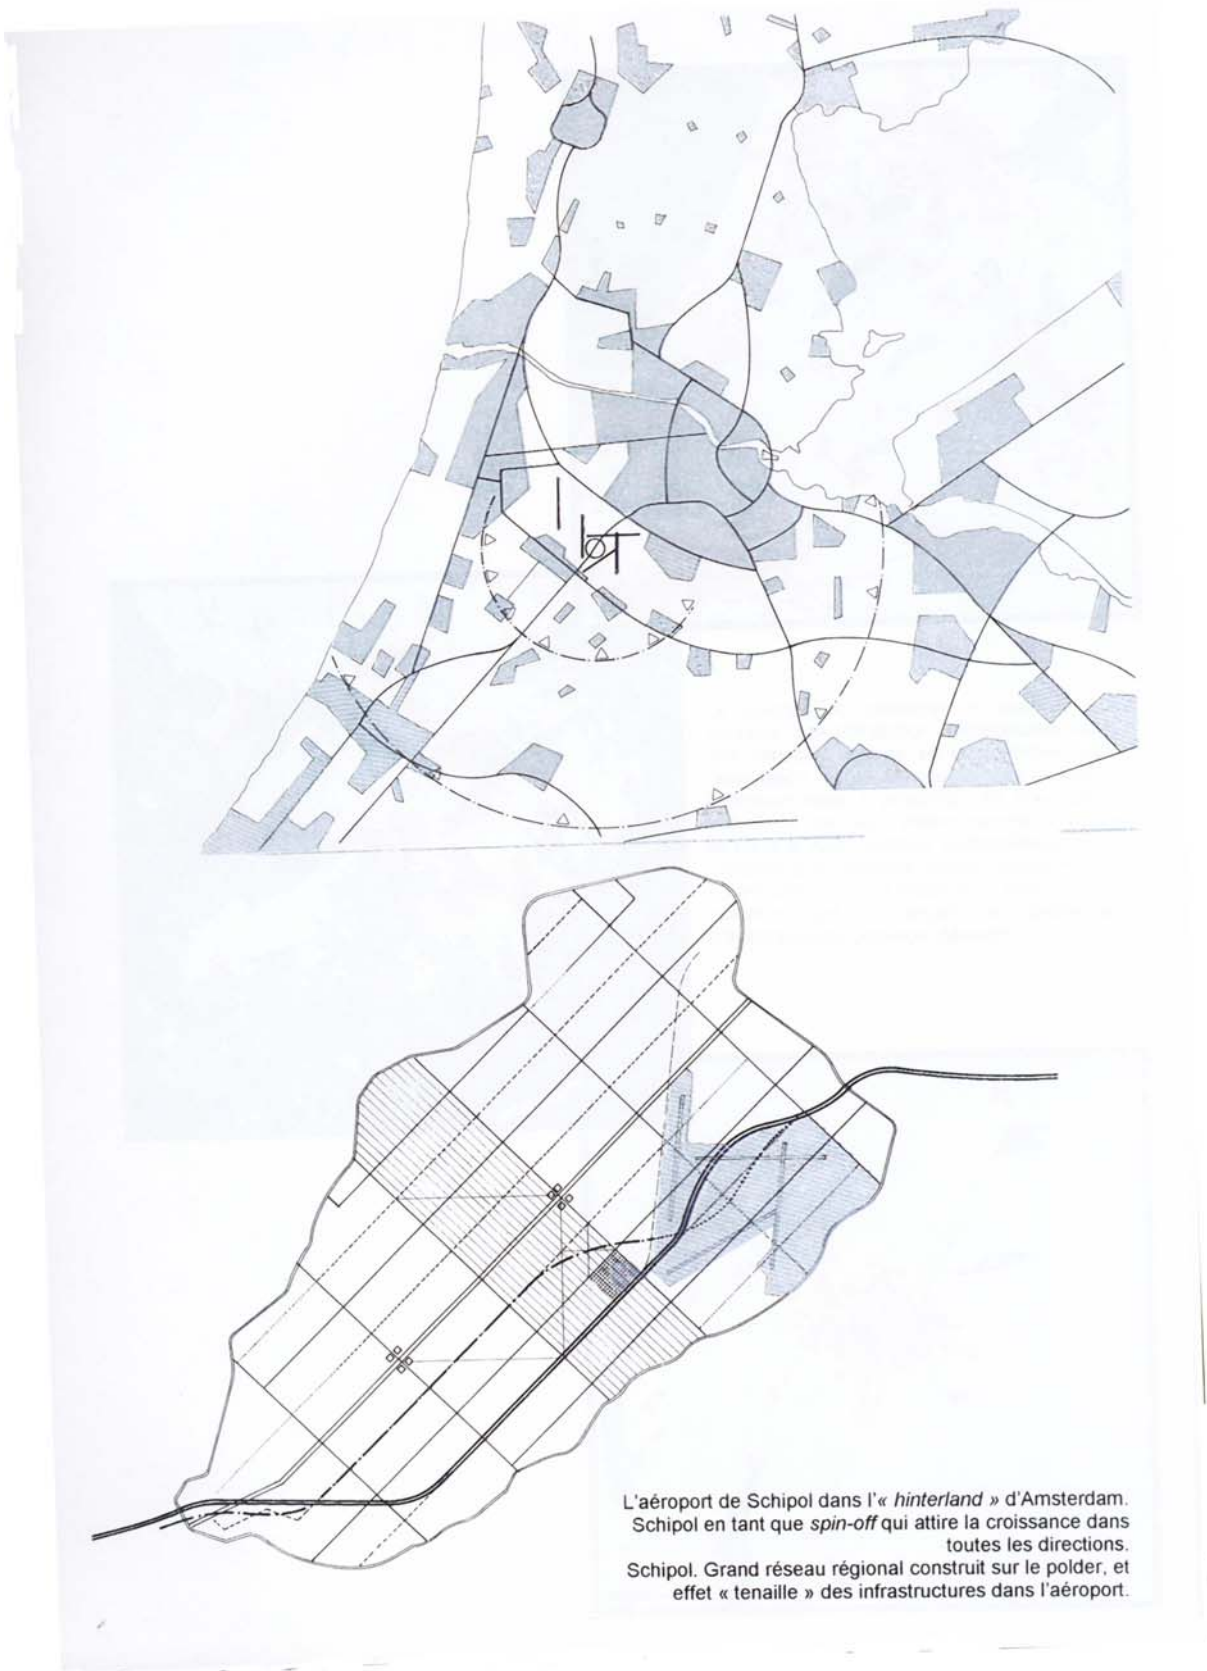 L'aéroport de Schipol dans l'« hinterland » d'Amsterdam.
Schipol en tant que spin-off qui attire la croissance dans
toutes les directions.
Schipol. Grand réseau régional construit sur le polder, et
effet « tenaille » des infrastructures dans l'aéroport.